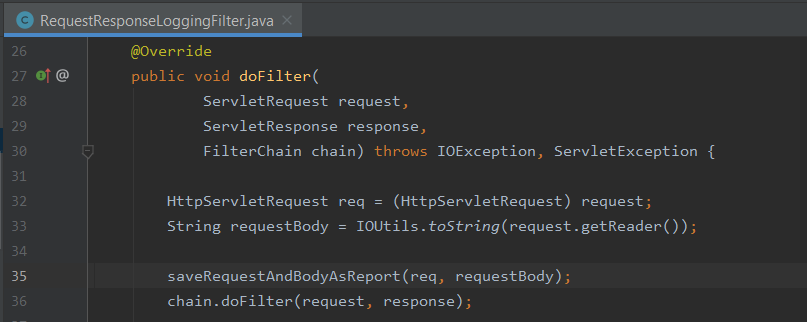 RequestResponseLoggingFilter.java
26 @Override
27 public void doFilter(
28 ServletRequest request,
29 ServletResponse response,
30 FilterChain chain) throws IOException, ServletException {
31
32 HttpServletRequest req = (HttpServletRequest) request;
33 String requestBody = IOUtils.toString(request.getReader());
34
35 saveRequestAndBodyAsReport(req, requestBody);
36 chain.doFilter(request, response);